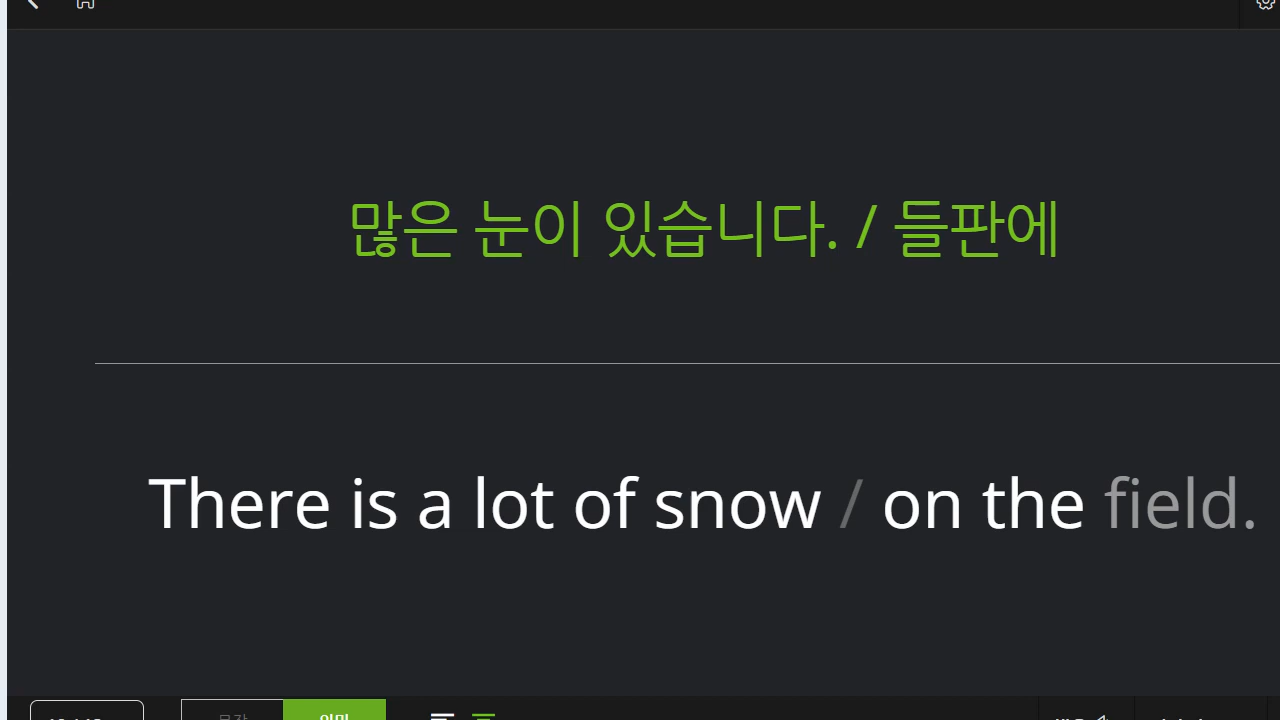 많은 눈이 있습니다. / 들판에
There is a lot of snow / on the field.